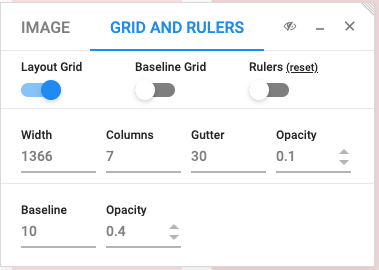 IMAGE GRID AND RULERS
Layout Grid Baseline Grid Rulers (reset)
Width Columns Gutter Opacity
1366 7 30 0.1
Baseline Opacity
10 0.4